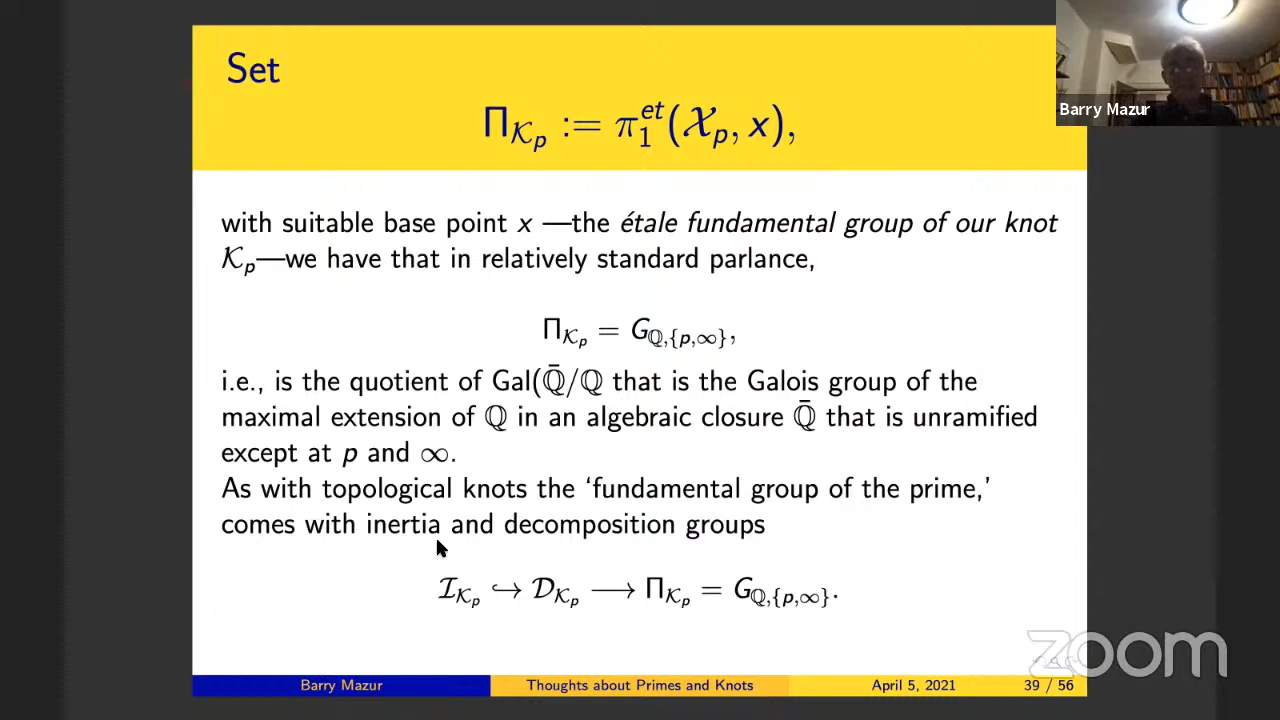 Set
Π_{𝒦_p} := π_1^{et}(𝒳_p, x),
Barry Mazur
with suitable base point x —the étale fundamental group of our knot
𝒦_p—we have that in relatively standard parlance,
Π_{𝒦_p} = G_{ℚ,{p,∞}},
i.e., is the quotient of Gal(ℚ̄/ℚ that is the Galois group of the
maximal extension of ℚ in an algebraic closure ℚ̄ that is unramified
except at p and ∞.
As with topological knots the ‘fundamental group of the prime,’
comes with inertia and decomposition groups
ℐ_{𝒦_p} ↪ 𝒟_{𝒦_p} ⟶ Π_{𝒦_p} = G_{ℚ,{p,∞}}.
zoom
Barry Mazur Thoughts about Primes and Knots April 5, 2021 39 / 56